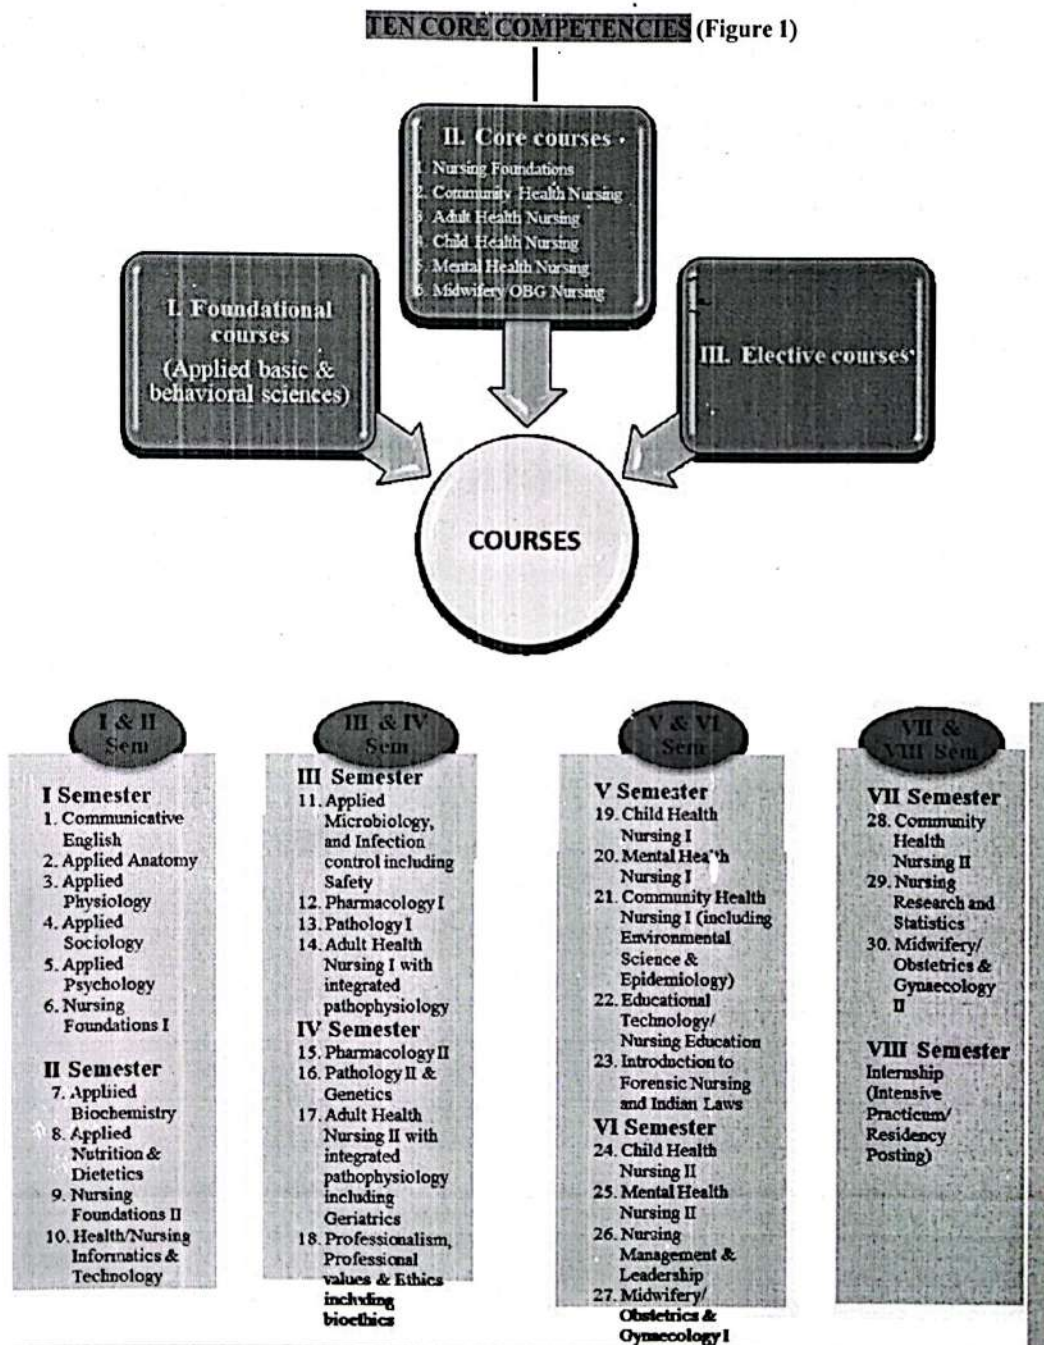 TEN CORE COMPETENCIES (Figure 1)
II. Core courses
1. Nursing Foundations
2. Community Health Nursing
3. Adult Health Nursing
4. Child Health Nursing
5. Mental Health Nursing
6. Midwifery/OBG Nursing
I. Foundational
courses
(Applied basic &
behavioral sciences)
III. Elective courses
COURSES
I & II
Sem
I Semester
1. Communicative
English
2. Applied Anatomy
3. Applied
Physiology
4. Applied
Sociology
5. Applied
Psychology
6. Nursing
Foundations I
II Semester
7. Appliied
Biochemistry
8. Applied
Nutrition &
Dietetics
9. Nursing
Foundations II
10. Health/Nursing
Informatics &
Technology
III & IV
Sem
III Semester
11. Applied
Microbiology,
and Infection
control including
Safety
12. Pharmacology I
13. Pathology I
14. Adult Health
Nursing I with
integrated
pathophysiology
IV Semester
15. Pharmacology II
16. Pathology II &
Genetics
17. Adult Health
Nursing II with
integrated
pathophysiology
including
Geriatrics
18. Professionalism,
Professional
values & Ethics
including
bioethics
V & VI
Sem
V Semester
19. Child Health
Nursing I
20. Mental Health
Nursing I
21. Community Health
Nursing I (including
Environmental
Science &
Epidemiology)
22. Educational
Technology/
Nursing Education
23. Introduction to
Forensic Nursing
and Indian Laws
VI Semester
24. Child Health
Nursing II
25. Mental Health
Nursing II
26. Nursing
Management &
Leadership
27. Midwifery/
Obstetrics &
Gynaecology I
VII &
VIII Sem
VII Semester
28. Community
Health
Nursing II
29. Nursing
Research and
Statistics
30. Midwifery/
Obstetrics &
Gynaecology
II
VIII Semester
Internship
(Intensive
Practicum/
Residency
Posting)